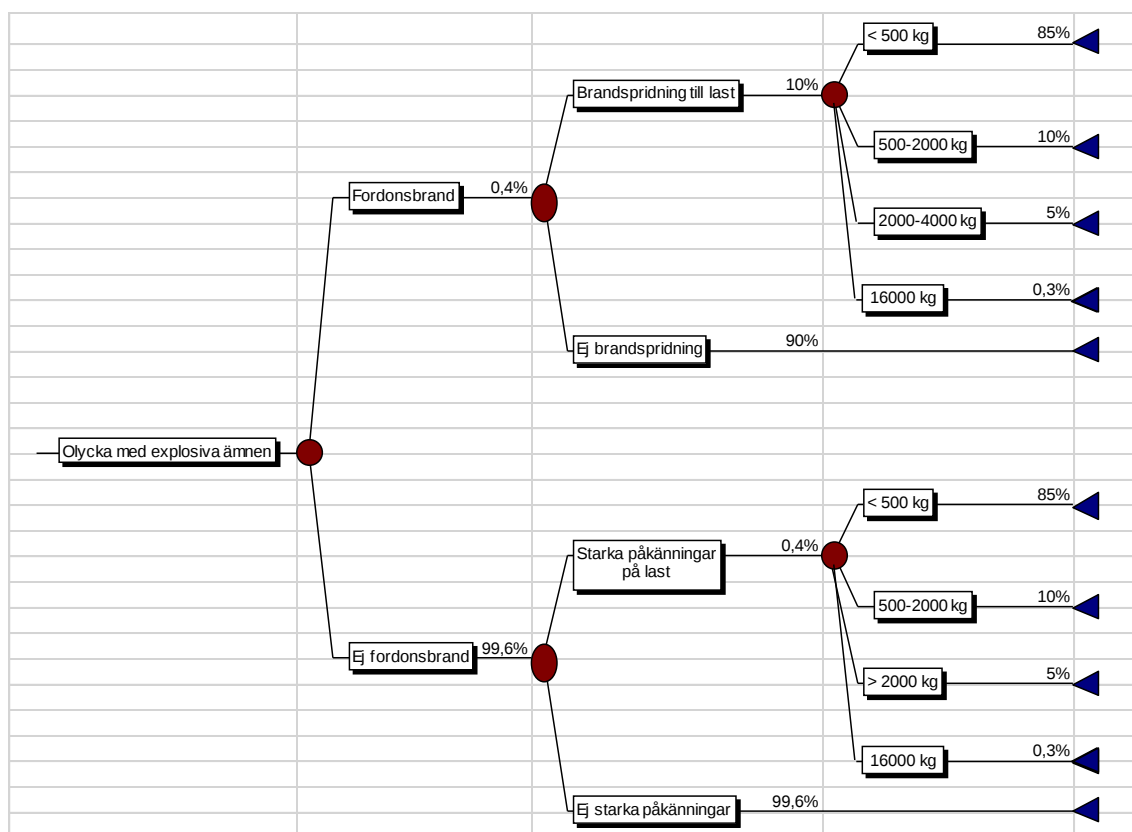 < 500 kg 85%
Brandspridning till last 10%
500-2000 kg 10%
Fordonsbrand 0,4%
2000-4000 kg 5%
16000 kg 0,3%
Ej brandspridning 90%
Olycka med explosiva ämnen
< 500 kg 85%
Starka påkänningar 0,4%
på last
500-2000 kg 10%
Ej fordonsbrand 99,6%
> 2000 kg 5%
16000 kg 0,3%
Ej starka påkänningar 99,6%